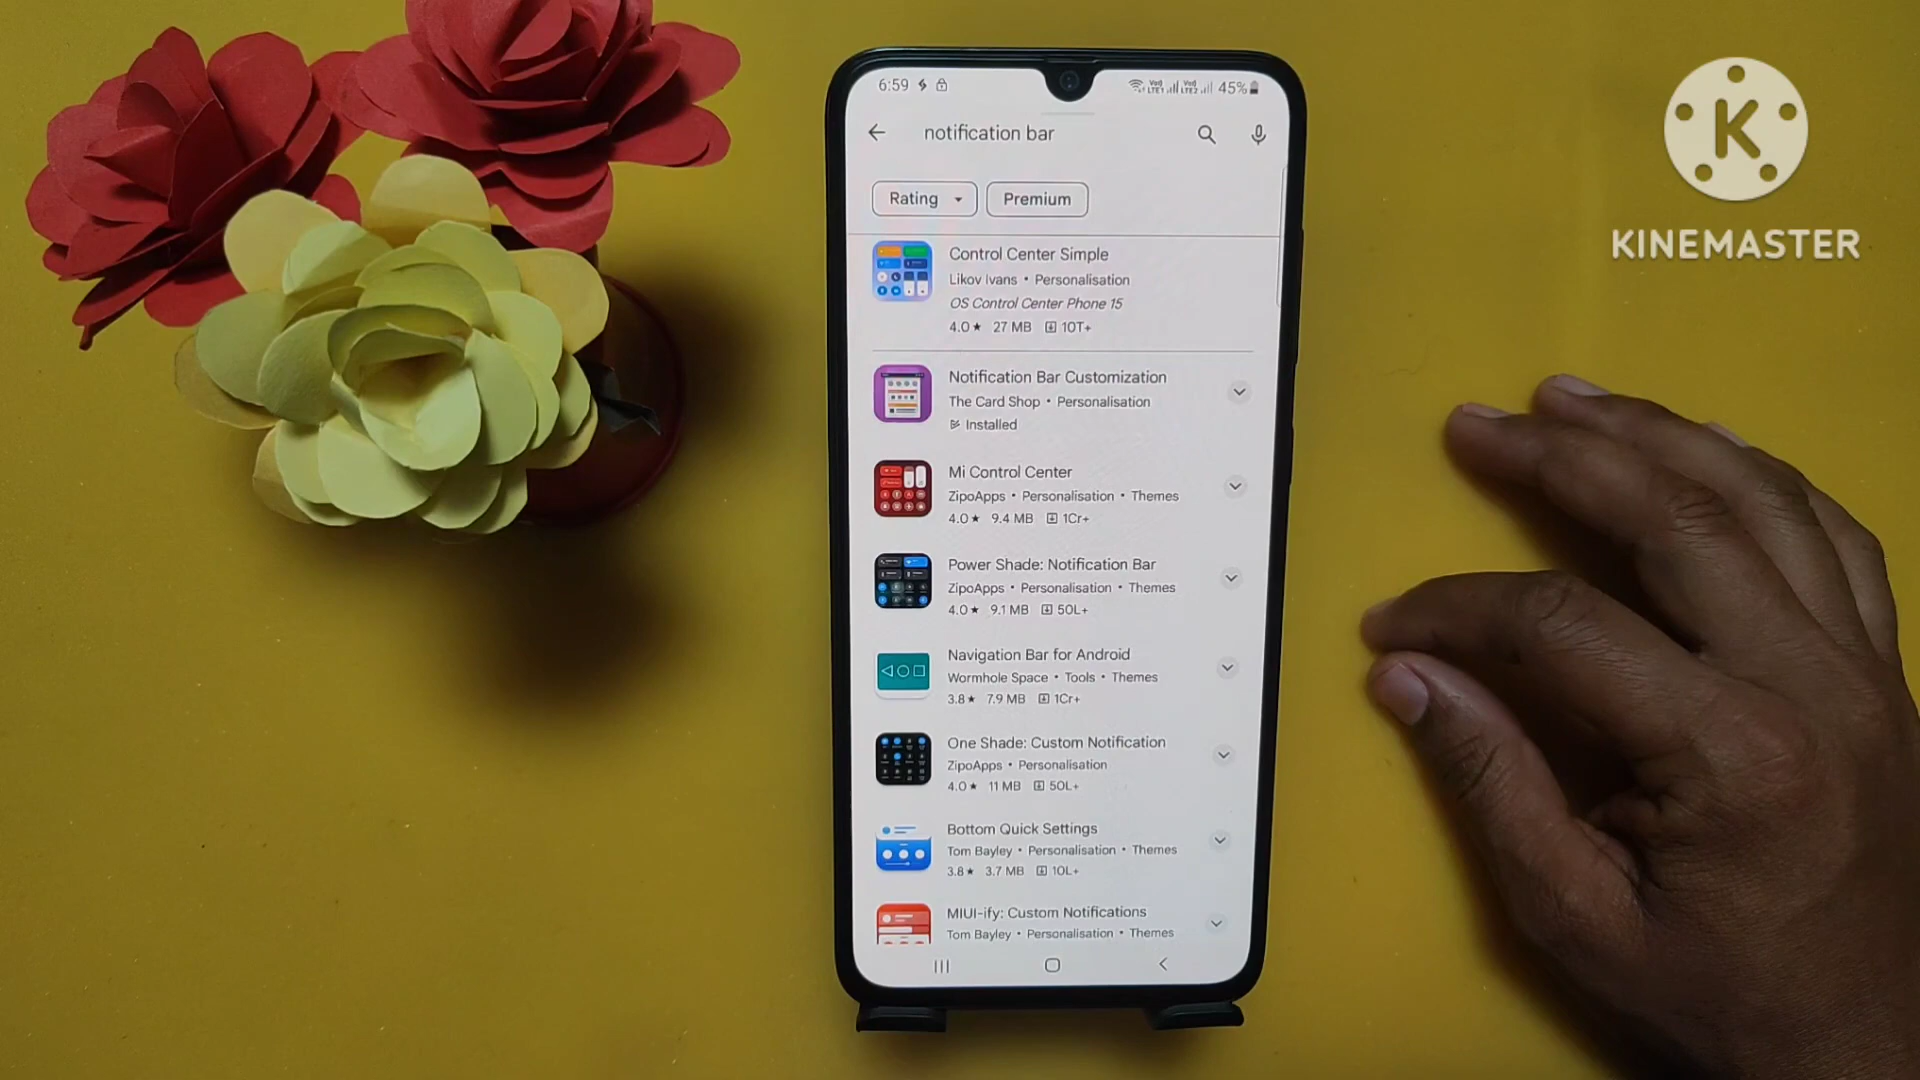 6:59
45%
notification bar
Rating
Premium
Control Center Simple
Likov Ivans • Personalisation
OS Control Center Phone 15
4.0★ 27 MB 10T+
Notification Bar Customization
The Card Shop • Personalisation
Installed
Mi Control Center
ZipoApps • Personalisation • Themes
4.0★ 9.4 MB 1Cr+
Power Shade: Notification Bar
ZipoApps • Personalisation • Themes
4.0★ 9.1 MB 50L+
Navigation Bar for Android
Wormhole Space • Tools • Themes
3.8★ 7.9 MB 1Cr+
One Shade: Custom Notification
ZipoApps • Personalisation
4.0★ 11 MB 50L+
Bottom Quick Settings
Tom Bayley • Personalisation • Themes
3.8★ 3.7 MB 10L+
MIUI-ify: Custom Notifications
Tom Bayley • Personalisation • Themes
K
KINEMASTER